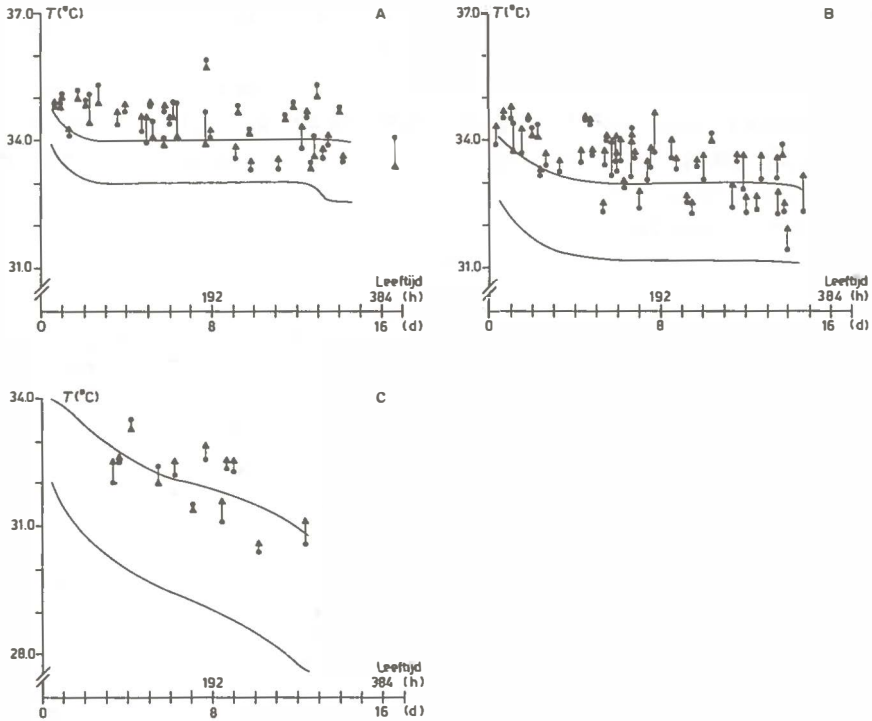 37.0 T(°C) A
34.0
31.0
Leeftijd
192 384 (h)
0 8 16 (d)
37.0 T(°C) B
34.0
31.0
Leeftijd
192 384 (h)
0 8 16 (d)
34.0 T(°C) C
31.0
28.0
Leeftijd
192 384 (h)
0 8 16 (d)